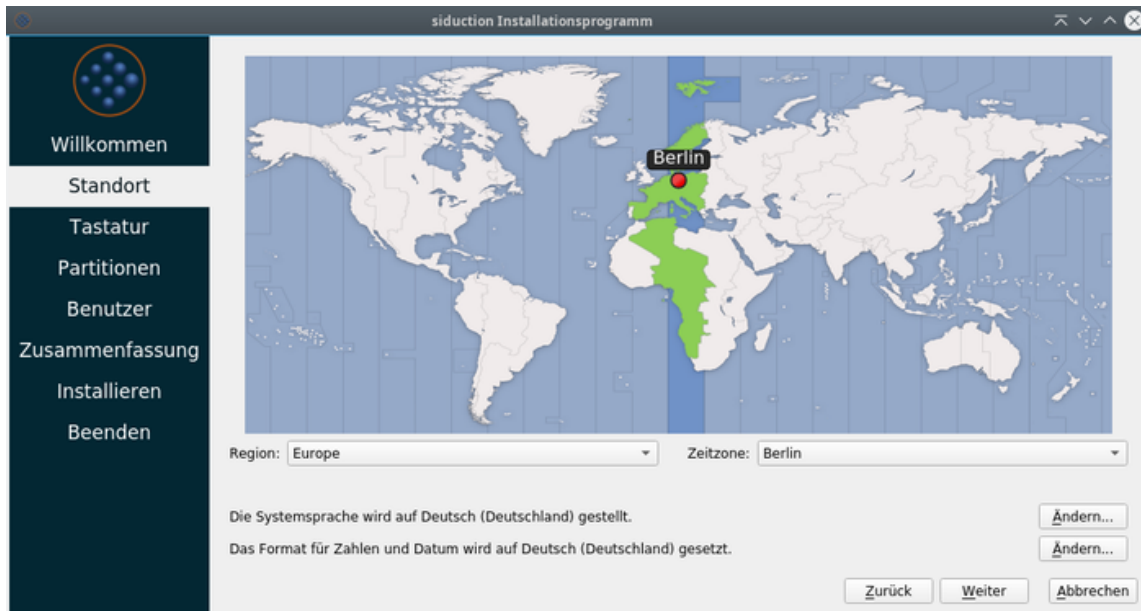 siduction Installationsprogramm
Willkommen
Standort
Tastatur
Partitionen
Benutzer
Zusammenfassung
Installieren
Beenden
Berlin
Region: Europe Zeitzone: Berlin
Die Systemsprache wird auf Deutsch (Deutschland) gestellt. Ändern...
Das Format für Zahlen und Datum wird auf Deutsch (Deutschland) gesetzt. Ändern...
Zurück Weiter Abbrechen